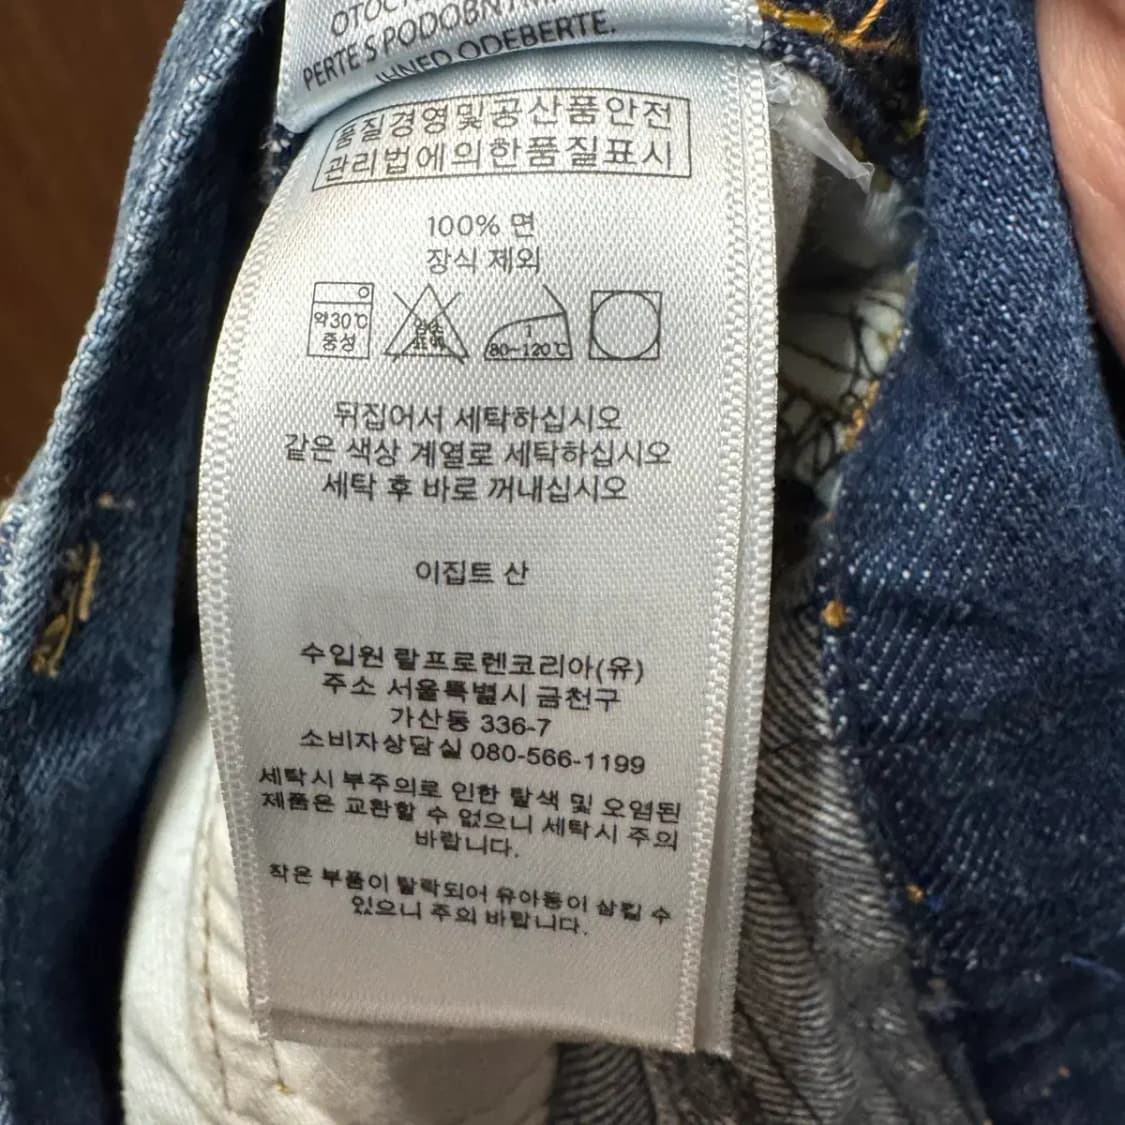 PERTE S PODOBNÝMI
IHNED ODEBERTE.
품질경영및공산품안전
관리법에의한품질표시
100% 면
장식 제외
약30℃
중성
1
80~120℃
뒤집어서 세탁하십시오
같은 색상 계열로 세탁하십시오
세탁 후 바로 꺼내십시오
이집트 산
수입원 랄프로렌코리아(유)
주소 서울특별시 금천구
가산동 336-7
소비자상담실 080-566-1199
세탁시 부주의로 인한 탈색 및 오염된
제품은 교환할 수 없으니 세탁시 주의
바랍니다.
작은 부품이 탈락되어 유아동이 삼킬 수
있으니 주의 바랍니다.